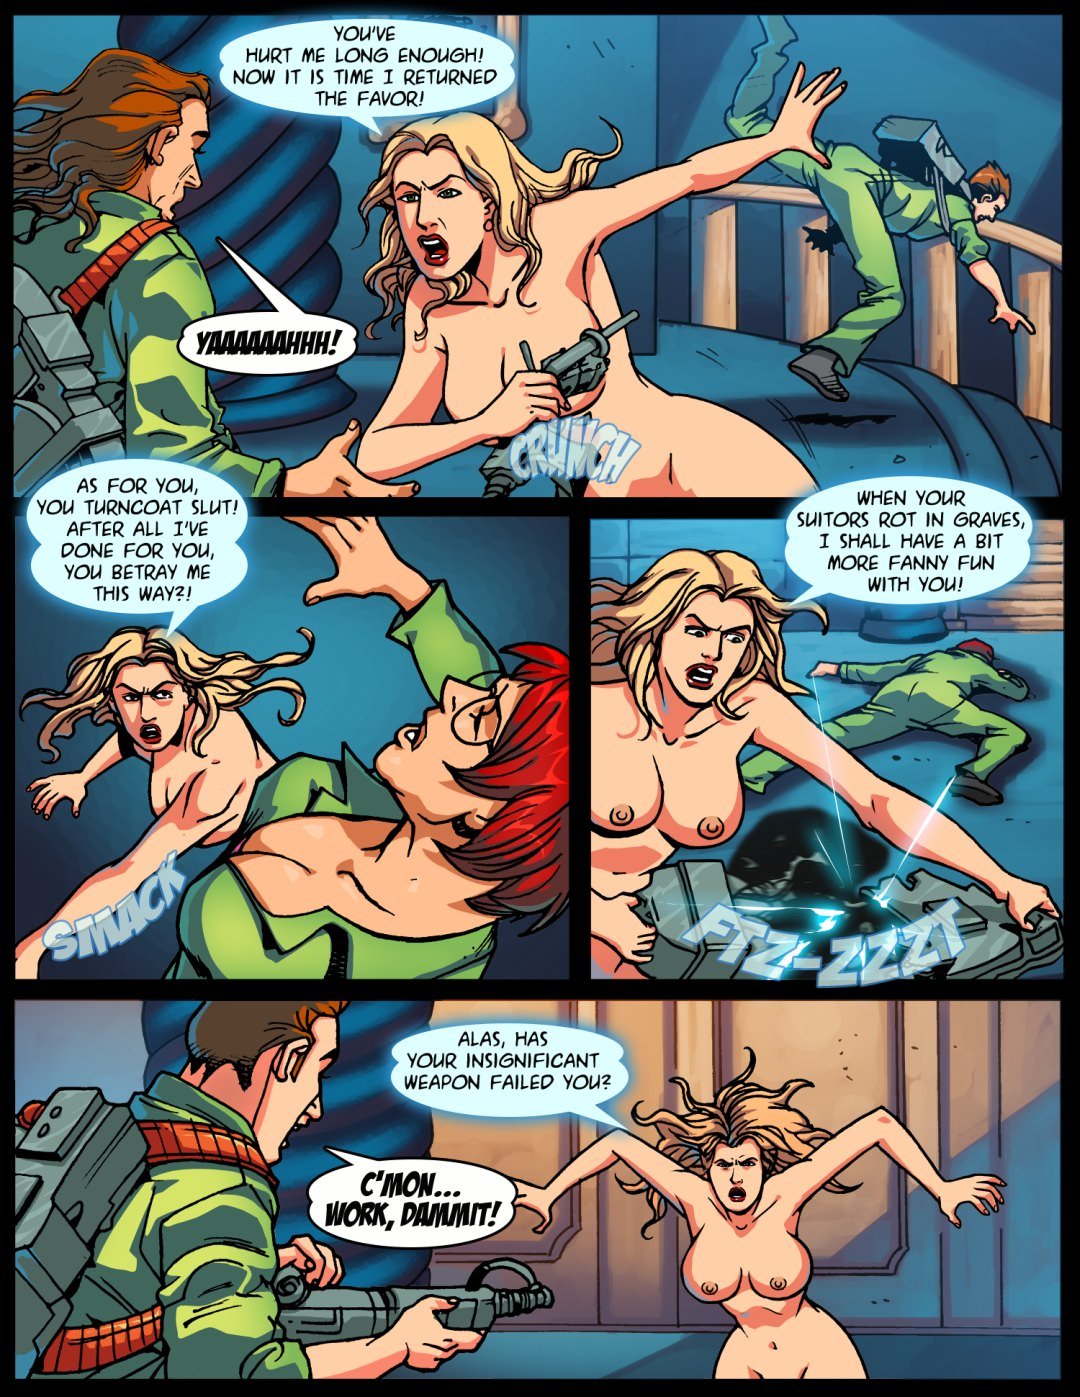 YOU'VE
HURT ME LONG ENOUGH!
NOW IT IS TIME I RETURNED
THE FAVOR!
YAAAAAAHHH!
CRUNCH
AS FOR YOU,
YOU TURNCOAT SLUT!
AFTER ALL I'VE
DONE FOR YOU,
YOU BETRAY ME
THIS WAY?!
SMACK
WHEN YOUR
SUITORS ROT IN GRAVES,
I SHALL HAVE A BIT
MORE FANNY FUN
WITH YOU!
FTZ-ZZZT
ALAS, HAS
YOUR INSIGNIFICANT
WEAPON FAILED YOU?
C'MON...
WORK, DAMMIT!